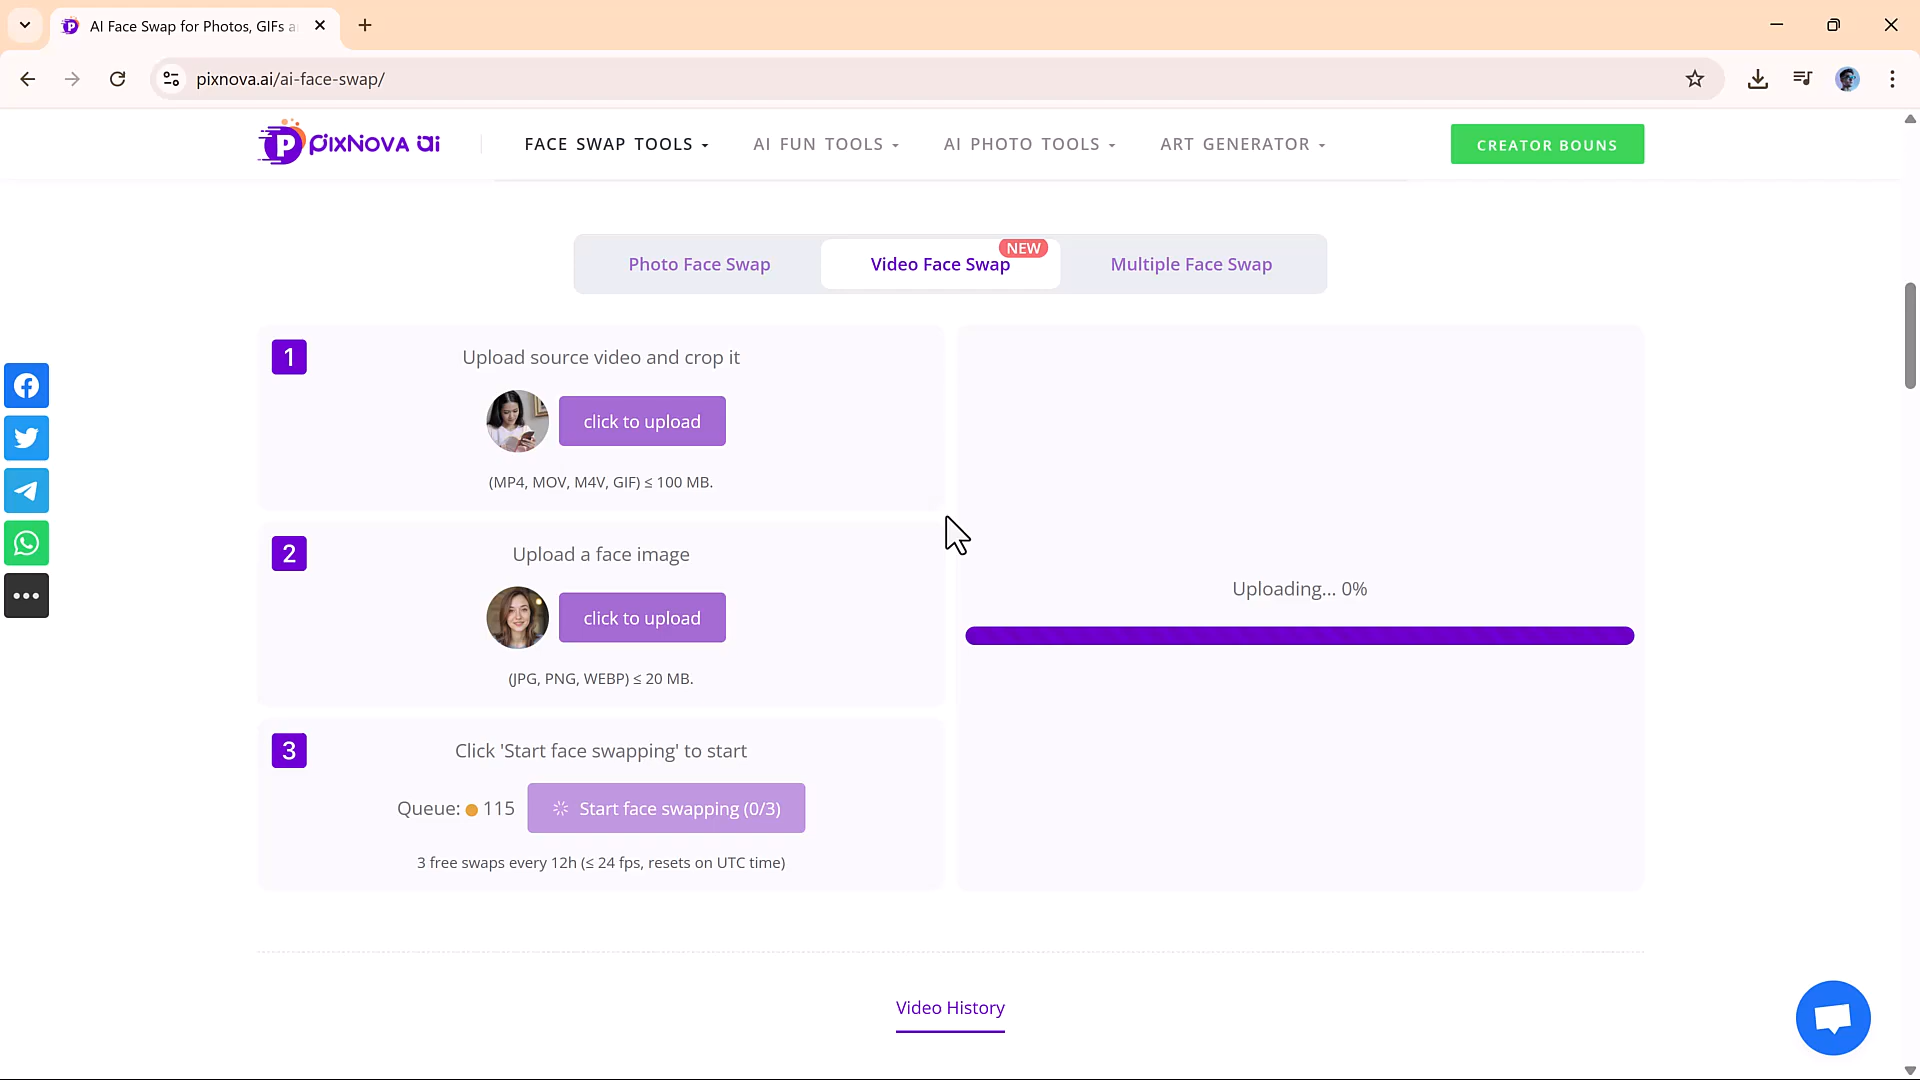 AI Face Swap for Photos, GIFs a
pixnova.ai/ai-face-swap/
P PixNova ai
FACE SWAP TOOLS
AI FUN TOOLS
AI PHOTO TOOLS
ART GENERATOR
CREATOR BOUNS
Photo Face Swap
Video Face Swap
NEW
Multiple Face Swap
1
Upload source video and crop it
click to upload
(MP4, MOV, M4V, GIF) ≤ 100 MB.
2
Upload a face image
click to upload
(JPG, PNG, WEBP) ≤ 20 MB.
3
Click 'Start face swapping' to start
Queue: 115
Start face swapping (0/3)
3 free swaps every 12h (≤ 24 fps, resets on UTC time)
Uploading... 0%
Video History